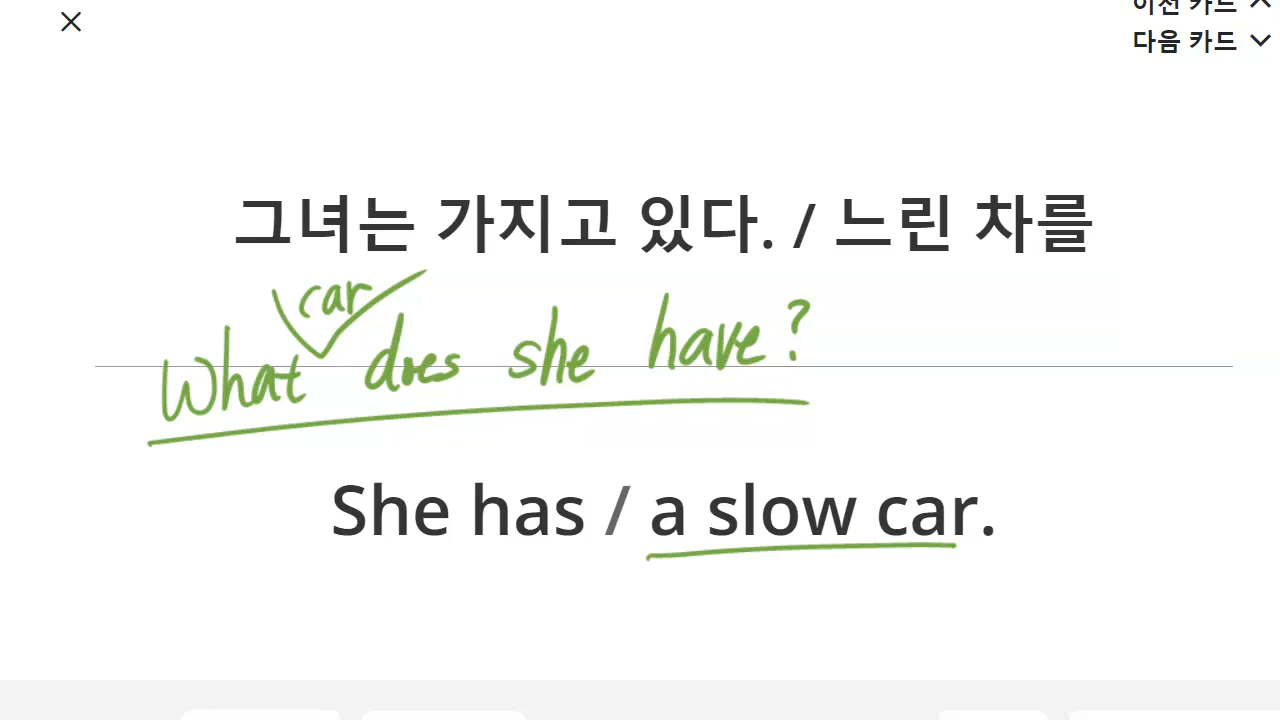 이전 카드
다음 카드
그녀는 가지고 있다. / 느린 차를
car
What does she have?
She has / a slow car.